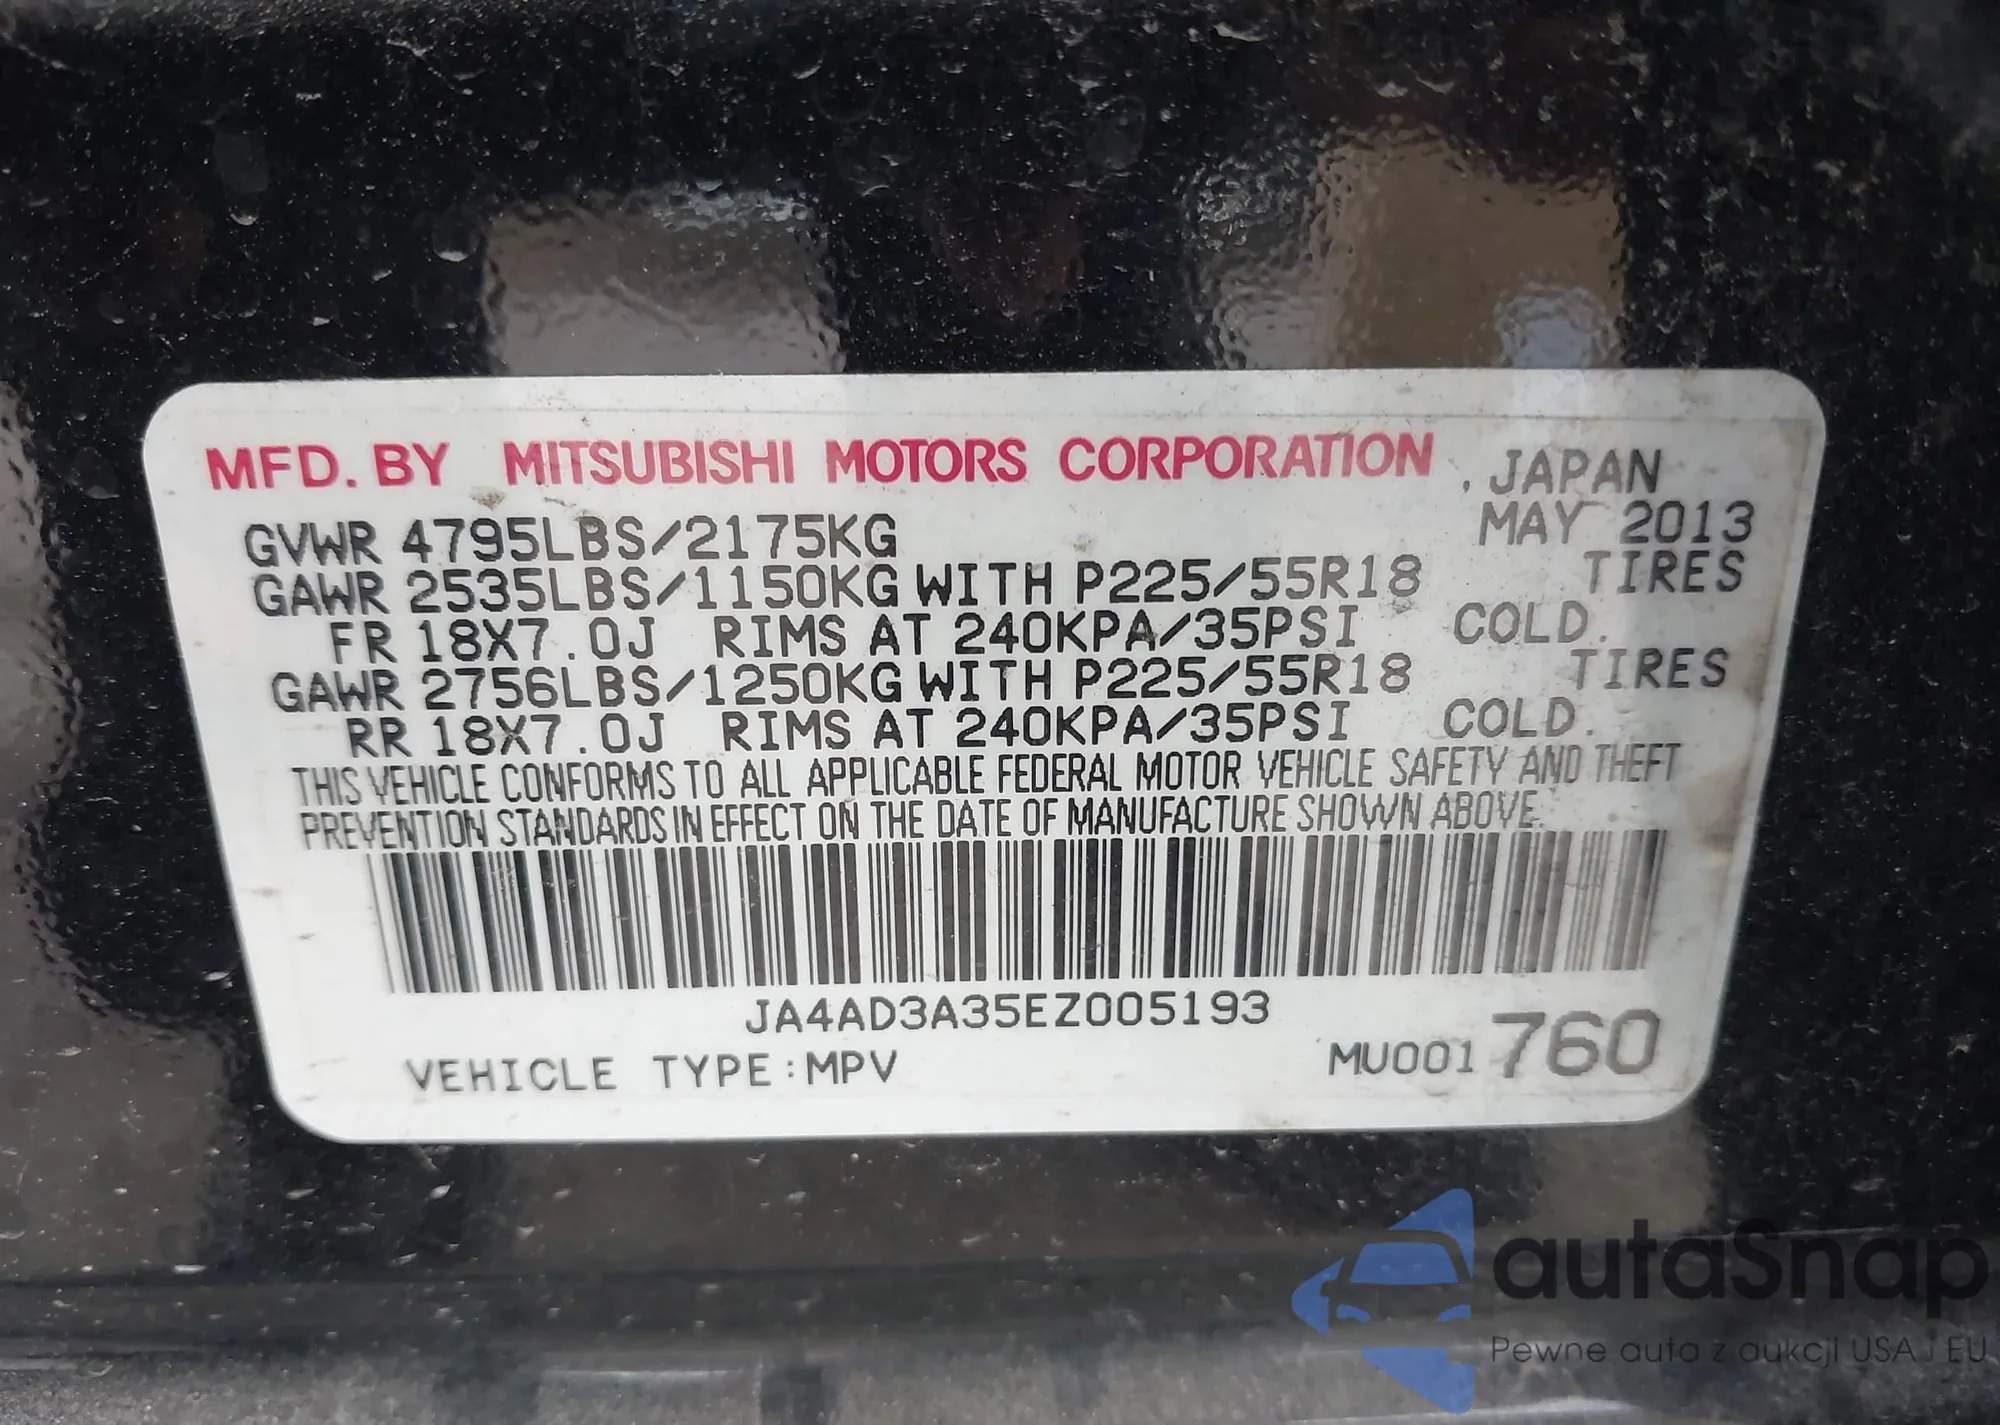 MFD. BY MITSUBISHI MOTORS CORPORATION , JAPAN
GVWR 4795LBS/2175KG MAY 2013
GAWR 2535LBS/1150KG WITH P225/55R18 TIRES
FR 18X7.0J RIMS AT 240KPA/35PSI COLD.
GAWR 2756LBS/1250KG WITH P225/55R18 TIRES
RR 18X7.0J RIMS AT 240KPA/35PSI COLD.
THIS VEHICLE CONFORMS TO ALL APPLICABLE FEDERAL MOTOR VEHICLE SAFETY AND THEFT
PREVENTION STANDARDS IN EFFECT ON THE DATE OF MANUFACTURE SHOWN ABOVE.
JA4AD3A35EZ005193
VEHICLE TYPE:MPV MU001 760
autaSnap
Pewne auta z aukcji USA i EU